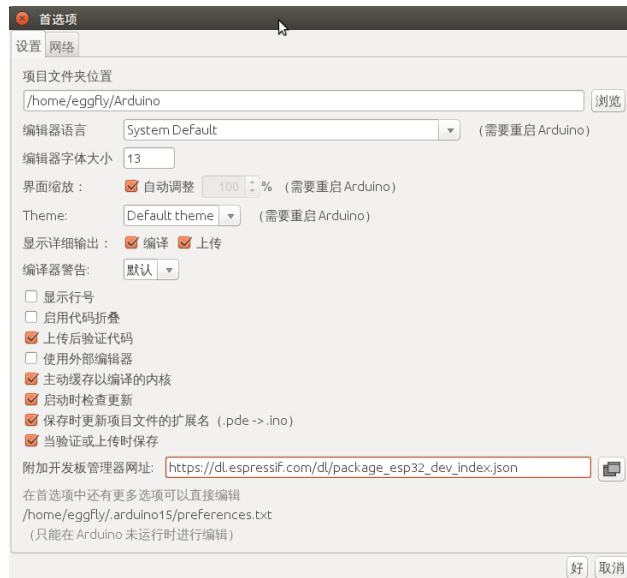 首选项
设置 网络
项目文件夹位置
/home/eggfly/Arduino 浏览
编辑器语言 System Default （需要重启 Arduino）
编辑器字体大小 13
界面缩放： 自动调整 100 % （需要重启 Arduino）
Theme: Default theme （需要重启 Arduino）
显示详细输出： 编译 上传
编译器警告: 默认
显示行号
启用代码折叠
上传后验证代码
使用外部编辑器
主动缓存以编译的内核
启动时检查更新
保存时更新项目文件的扩展名（.pde -> .ino）
当验证或上传时保存
附加开发板管理器网址: https://dl.espressif.com/dl/package_esp32_dev_index.json
在首选项中还有更多选项可以直接编辑
/home/eggfly/.arduino15/preferences.txt
（只能在 Arduino 未运行时进行编辑）
好 取消